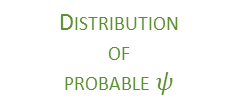 DISTRIBUTION
OF
PROBABLE ψ